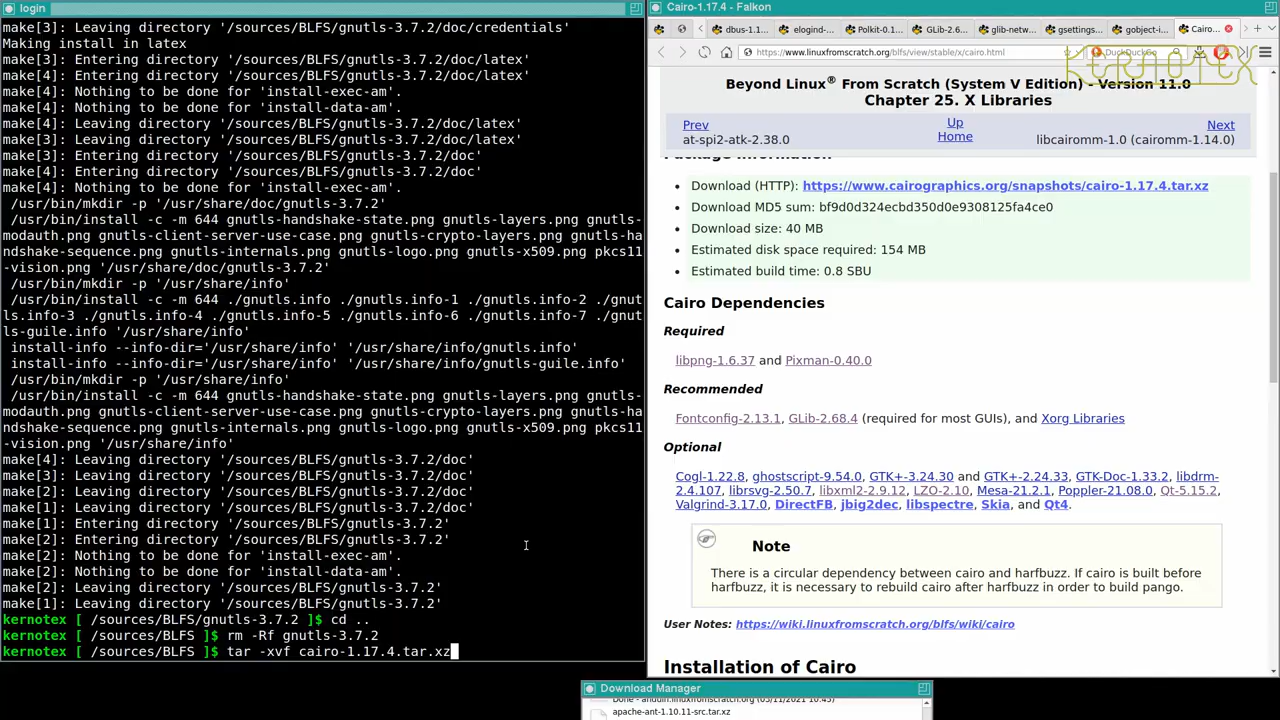 login
make[3]: Leaving directory '/sources/BLFS/gnutls-3.7.2/doc/credentials'
Making install in latex
make[3]: Entering directory '/sources/BLFS/gnutls-3.7.2/doc/latex'
make[4]: Entering directory '/sources/BLFS/gnutls-3.7.2/doc/latex'
make[4]: Nothing to be done for 'install-exec-am'.
make[4]: Nothing to be done for 'install-data-am'.
make[4]: Leaving directory '/sources/BLFS/gnutls-3.7.2/doc/latex'
make[3]: Leaving directory '/sources/BLFS/gnutls-3.7.2/doc/latex'
make[3]: Entering directory '/sources/BLFS/gnutls-3.7.2/doc'
make[4]: Entering directory '/sources/BLFS/gnutls-3.7.2/doc'
make[4]: Nothing to be done for 'install-exec-am'.
/usr/bin/mkdir -p '/usr/share/doc/gnutls-3.7.2'
/usr/bin/install -c -m 644 gnutls-handshake-state.png gnutls-layers.png gnutls-
modauth.png gnutls-client-server-use-case.png gnutls-crypto-layers.png gnutls-ha
ndshake-sequence.png gnutls-internals.png gnutls-logo.png gnutls-x509.png pkcs11
-vision.png '/usr/share/doc/gnutls-3.7.2'
/usr/bin/mkdir -p '/usr/share/info'
/usr/bin/install -c -m 644 ./gnutls.info ./gnutls.info-1 ./gnutls.info-2 ./gnut
ls.info-3 ./gnutls.info-4 ./gnutls.info-5 ./gnutls.info-6 ./gnutls.info-7 ./gnut
ls-guile.info '/usr/share/info'
install-info --info-dir='/usr/share/info' '/usr/share/info/gnutls.info'
install-info --info-dir='/usr/share/info' '/usr/share/info/gnutls-guile.info'
/usr/bin/mkdir -p '/usr/share/info'
/usr/bin/install -c -m 644 gnutls-handshake-state.png gnutls-layers.png gnutls-
modauth.png gnutls-client-server-use-case.png gnutls-crypto-layers.png gnutls-ha
ndshake-sequence.png gnutls-internals.png gnutls-logo.png gnutls-x509.png pkcs11
-vision.png '/usr/share/info'
make[4]: Leaving directory '/sources/BLFS/gnutls-3.7.2/doc'
make[3]: Leaving directory '/sources/BLFS/gnutls-3.7.2/doc'
make[2]: Leaving directory '/sources/BLFS/gnutls-3.7.2/doc'
make[1]: Leaving directory '/sources/BLFS/gnutls-3.7.2/doc'
make[1]: Entering directory '/sources/BLFS/gnutls-3.7.2'
make[2]: Entering directory '/sources/BLFS/gnutls-3.7.2'
make[2]: Nothing to be done for 'install-exec-am'.
make[2]: Nothing to be done for 'install-data-am'.
make[2]: Leaving directory '/sources/BLFS/gnutls-3.7.2'
make[1]: Leaving directory '/sources/BLFS/gnutls-3.7.2'
kernotex [ /sources/BLFS/gnutls-3.7.2 ]$ cd ..
kernotex [ /sources/BLFS ]$ rm -Rf gnutls-3.7.2
kernotex [ /sources/BLFS ]$ tar -xvf cairo-1.17.4.tar.xz
Cairo-1.17.4 - Falkon
dbus-1.1 elogind-... Polkit-0.1... GLib-2.6... glib-netw... gsettings... gobject-i... Cairo...
https://www.linuxfromscratch.org/blfs/view/stable/x/cairo.html DuckDuckGo
KERNOTEX
Beyond Linux® From Scratch (System V Edition) - Version 11.0
Chapter 25. X Libraries
Prev Up Next
at-spi2-atk-2.38.0 Home libcairomm-1.0 (cairomm-1.14.0)
Package Information
Download (HTTP): https://www.cairographics.org/snapshots/cairo-1.17.4.tar.xz
Download MD5 sum: bf9d0d324ecbd350d0e9308125fa4ce0
Download size: 40 MB
Estimated disk space required: 154 MB
Estimated build time: 0.8 SBU
Cairo Dependencies
Required
libpng-1.6.37 and Pixman-0.40.0
Recommended
Fontconfig-2.13.1, GLib-2.68.4 (required for most GUIs), and Xorg Libraries
Optional
Cogl-1.22.8, ghostscript-9.54.0, GTK+-3.24.30 and GTK+-2.24.33, GTK-Doc-1.33.2, libdrm-
2.4.107, librsvg-2.50.7, libxml2-2.9.12, LZO-2.10, Mesa-21.2.1, Poppler-21.08.0, Qt-5.15.2,
Valgrind-3.17.0, DirectFB, jbig2dec, libspectre, Skia, and Qt4.
Note
There is a circular dependency between cairo and harfbuzz. If cairo is built before
harfbuzz, it is necessary to rebuild cairo after harfbuzz in order to build pango.
User Notes: https://wiki.linuxfromscratch.org/blfs/wiki/cairo
Installation of Cairo
Download Manager
Done - anduin.linuxfromscratch.org (05/11/2021 10:45)
apache-ant-1.10.11-src.tar.xz